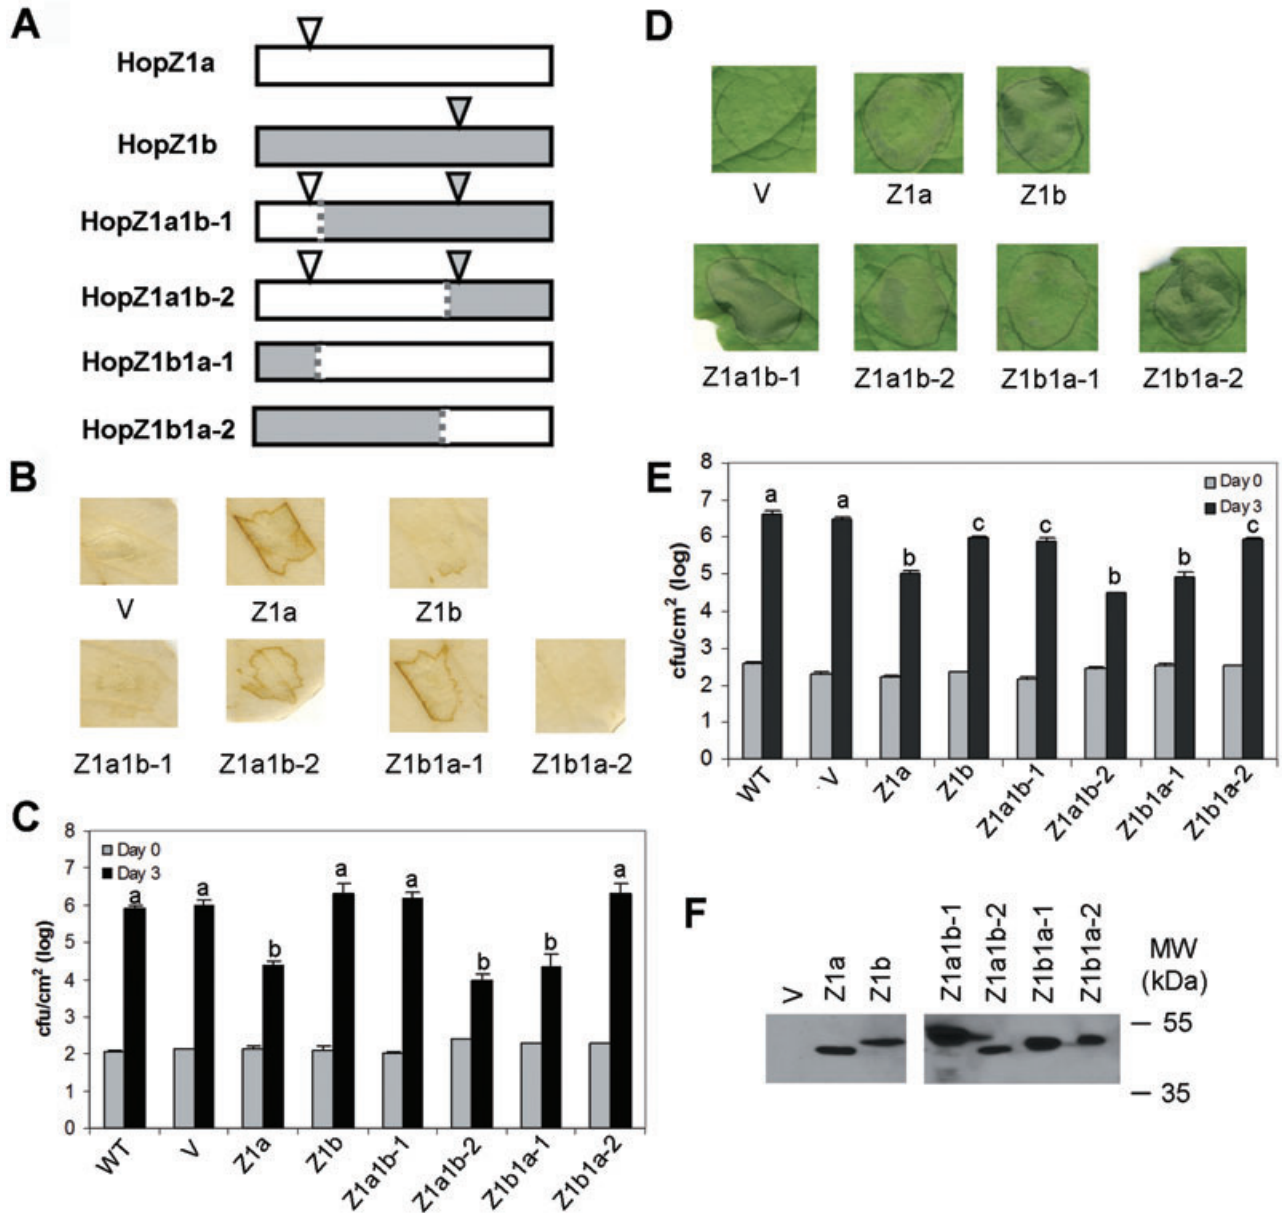 A
HopZ1a
HopZ1b
HopZ1a1b-1
HopZ1a1b-2
HopZ1b1a-1
HopZ1b1a-2
B
V
Z1a
Z1b
Z1a1b-1
Z1a1b-2
Z1b1a-1
Z1b1a-2
C
cfu/cm² (log)
8
7
6
5
4
3
2
1
0
Day 0
Day 3
a
a
b
a
a
b
b
a
WT
V
Z1a
Z1b
Z1a1b-1
Z1a1b-2
Z1b1a-1
Z1b1a-2
D
V
Z1a
Z1b
Z1a1b-1
Z1a1b-2
Z1b1a-1
Z1b1a-2
E
cfu/cm² (log)
8
7
6
5
4
3
2
1
0
Day 0
Day 3
a
a
b
c
c
b
b
c
WT
V
Z1a
Z1b
Z1a1b-1
Z1a1b-2
Z1b1a-1
Z1b1a-2
F
V
Z1a
Z1b
Z1a1b-1
Z1a1b-2
Z1b1a-1
Z1b1a-2
MW
(kDa)
55
35